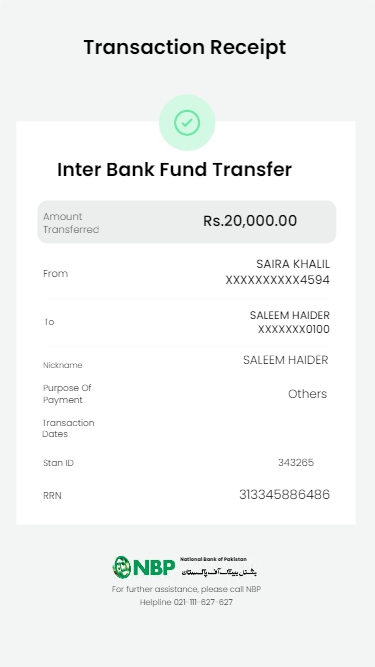 Transaction Receipt
Inter Bank Fund Transfer
Amount
Transferred
Rs.20,000.00
From
SAIRA KHALIL
XXXXXXXXXX4594
To
SALEEM HAIDER
XXXXXXX0100
Nickname
SALEEM HAIDER
Purpose Of
Payment
Others
Transaction
Dates
Stan ID
343265
RRN
313345886486
NBP
National Bank of Pakistan
نیشنل بینک آف پاکستان
For further assistance, please call NBP
Helpline 021-111-627-627